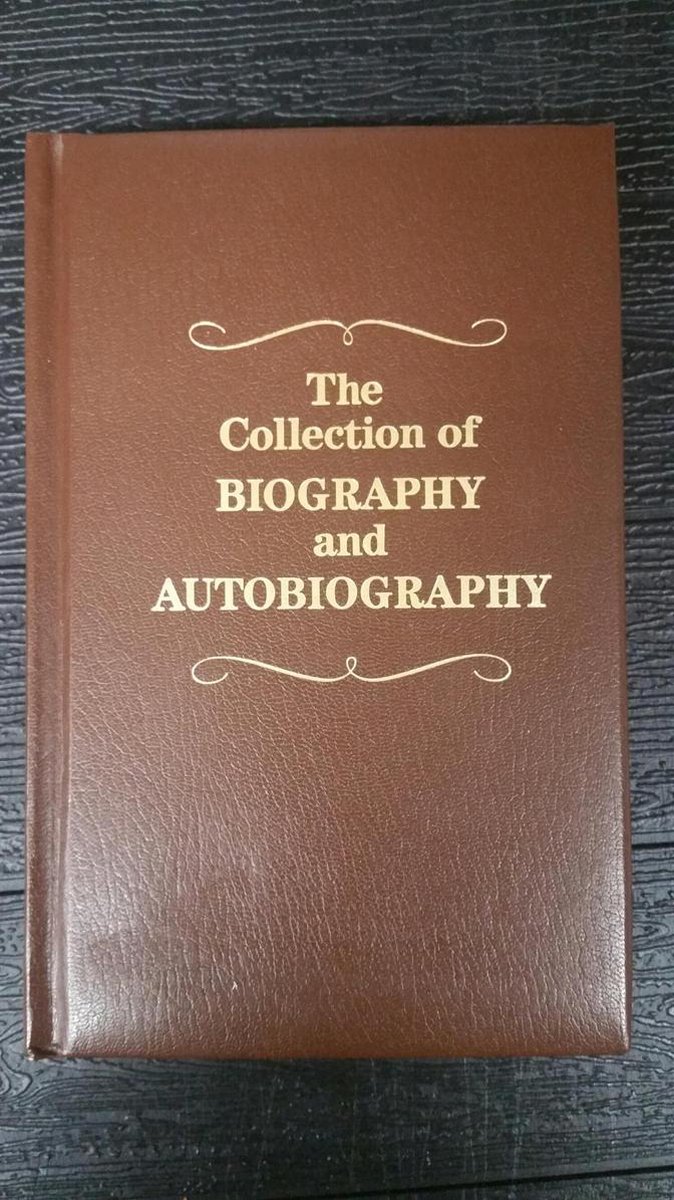 The
Collection of
BIOGRAPHY
and
AUTOBIOGRAPHY